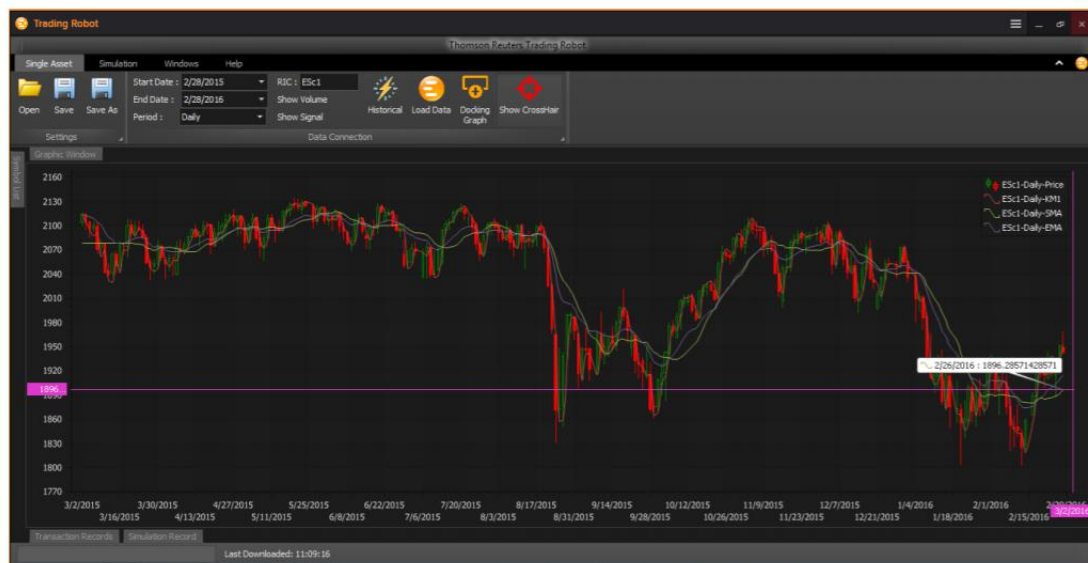 Trading Robot
Thomson Reuters Trading Robot
Single Asset Simulation Windows Help
Start Date : 2/28/2015 RIC : ESc1
End Date : 2/28/2016 Show Volume
Period : Daily Show Signal
Open Save Save As Historical Load Data Docking Graph Show CrossHair
Settings Data Connection
Symbol List
Graphic Window
2160
2130
2100
2070
2040
2010
1980
1950
1920
1896
1890
1860
1830
1800
1770
ESc1-Daily-Price
ESc1-Daily-KM1
ESc1-Daily-SMA
ESc1-Daily-EMA
2/26/2016 : 1896.28571428571
3/2/2015 3/30/2015 4/27/2015 5/25/2015 6/22/2015 7/20/2015 8/17/2015 9/14/2015 10/12/2015 11/9/2015 12/7/2015 1/4/2016 2/1/2016
3/16/2015 4/13/2015 5/11/2015 6/8/2015 7/6/2015 8/3/2015 8/31/2015 9/28/2015 10/26/2015 11/23/2015 12/21/2015 1/18/2016 2/15/2016 3/2/2016
Transaction Records Simulation Record
Last Downloaded: 11:09:16